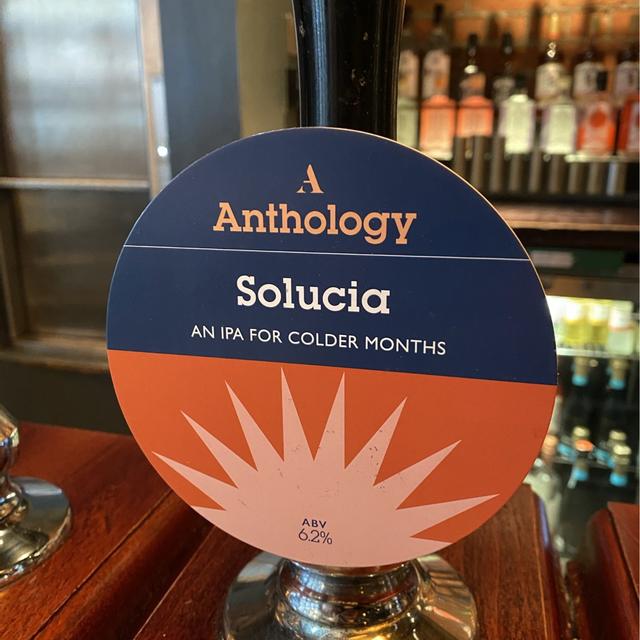 A
Anthology
Solucia
AN IPA FOR COLDER MONTHS
ABV
6.2%